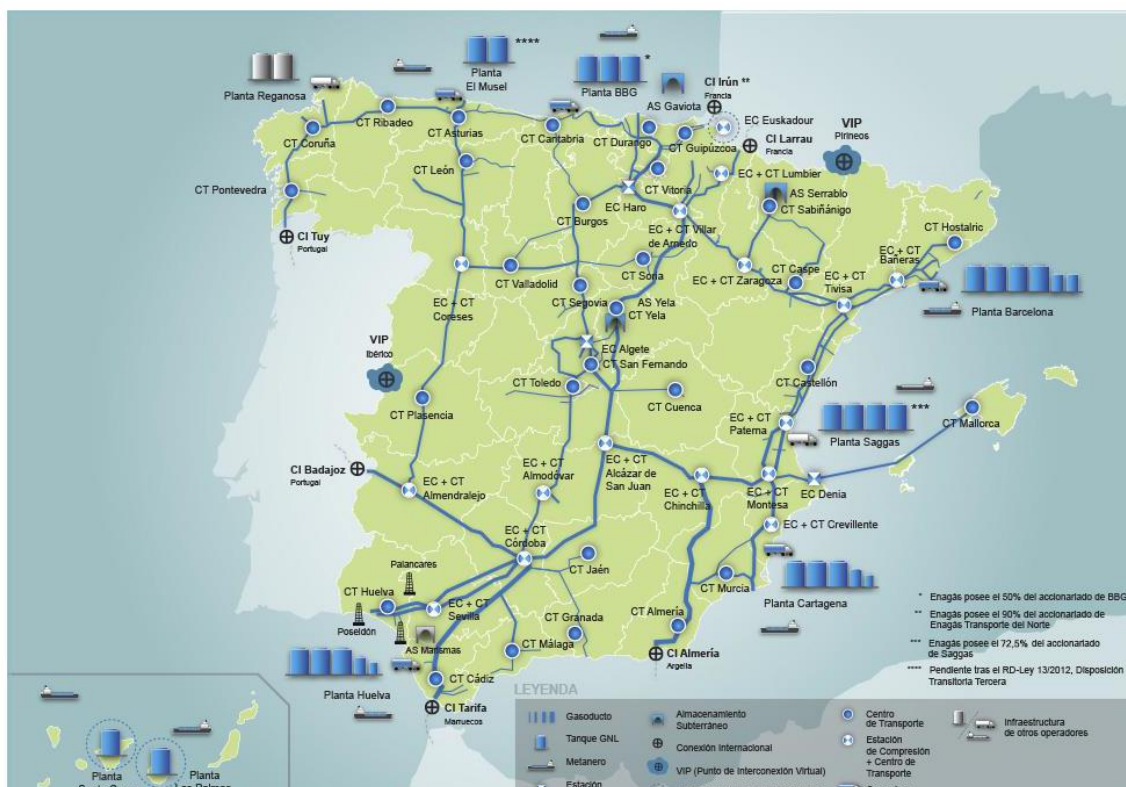 ****
Planta
El Musel
*
Planta BBG
Planta Reganosa
AS Gaviota
CI Irún **
Francia
EC Euskadour
VIP
Pirineos
CI Larrau
Francia
CT Ribadeo
CT Asturias
CT Cantabria
CT Durango
CT Guipúzcoa
CT Coruña
CT León
CT Vitoria
EC + CT Lumbier
AS Serrablo
CT Sabiñánigo
CT Pontevedra
CT Burgos
EC Haro
EC + CT Villar
de Arnedo
CT Hostalric
CI Tuy
Portugal
EC + CT
Bañeras
CT Valladolid
CT Soria
EC + CT Zaragoza
CT Caspe
EC + CT
Tivisa
EC + CT
Coreses
CT Segovia
AS Yela
CT Yela
Planta Barcelona
VIP
Ibérico
EC Algete
CT San Fernando
CT Toledo
CT Castellón
CT Plasencia
CT Cuenca
EC + CT
Paterna
***
Planta Saggas
CT Mallorca
CI Badajoz
Portugal
EC + CT
Almendralejo
EC + CT
Almodóvar
EC + CT
Alcázar de
San Juan
EC + CT
Chinchilla
EC + CT
Montesa
EC Denia
EC + CT Crevillente
EC + CT
Córdoba
CT Jaén
Palancares
CT Huelva
CT Murcia
Planta Cartagena
EC + CT
Sevilla
Poseidón
CT Granada
CT Almería
AS Marismas
CT Málaga
CI Almería
Argelia
Planta Huelva
CT Cádiz
CI Tarifa
Marruecos
* Enagás posee el 50% del accionariado de BBG
** Enagás posee el 90% del accionariado de
Enagás Transporte del Norte
*** Enagás posee el 72,5% del accionariado
de Saggas
**** Pendiente tras el RD-Ley 13/2012, Disposición
Transitoria Tercera
LEYENDA
Gasoducto
Tanque GNL
Metanero
Estación
Almacenamiento
Subterráneo
Conexión Internacional
VIP (Punto de Interconexión Virtual)
Centro
de Transporte
Estación
de Compresión
+ Centro de
Transporte
Infraestructura
de otros operadores
Planta
Planta